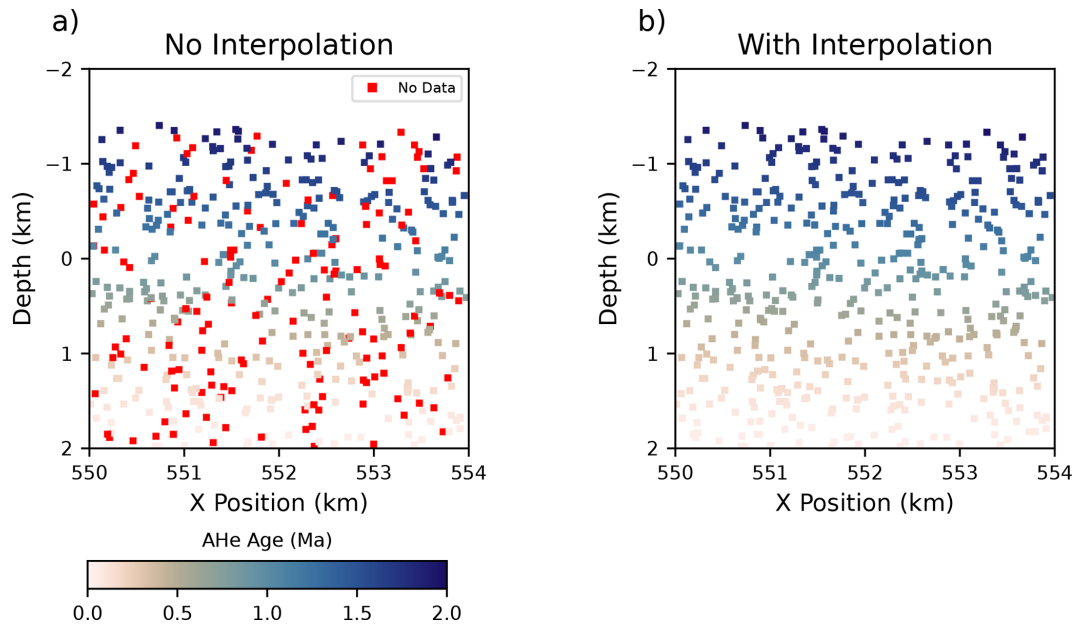 a)
No Interpolation
−2
−1
0
1
2
Depth (km)
No Data
550
551
552
553
554
X Position (km)
AHe Age (Ma)
0.0
0.5
1.0
1.5
2.0
b)
With Interpolation
−2
−1
0
1
2
Depth (km)
550
551
552
553
554
X Position (km)